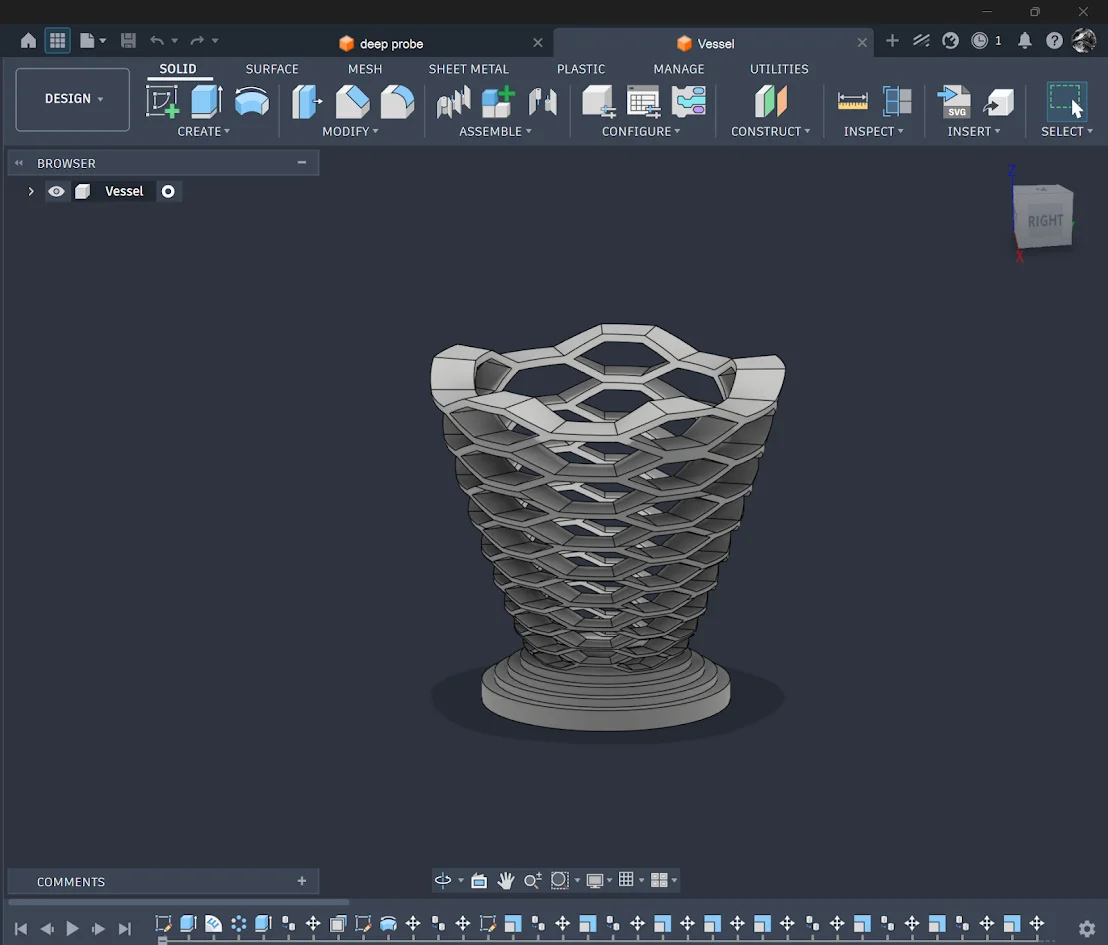 deep probe
Vessel
1
DESIGN
SOLID
SURFACE
MESH
SHEET METAL
PLASTIC
MANAGE
UTILITIES
CREATE
MODIFY
ASSEMBLE
CONFIGURE
CONSTRUCT
INSPECT
SVG
INSERT
SELECT
BROWSER
Vessel
Z
RIGHT
X
COMMENTS